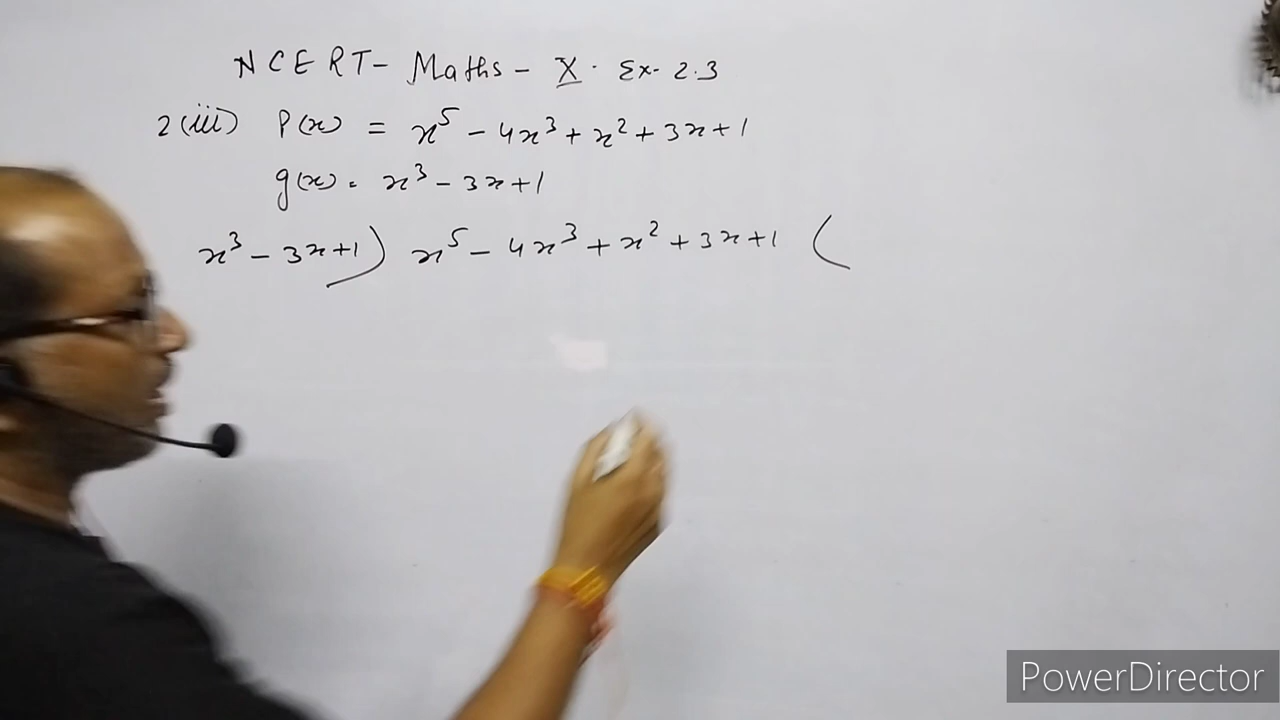 NCERT- Maths - X. Ex- 2.3
2(iii) P(x) = x⁵ - 4x³ + x² + 3x + 1
g(x) = x³ - 3x + 1
x³ - 3x + 1 ) x⁵ - 4x³ + x² + 3x + 1 (
PowerDirector